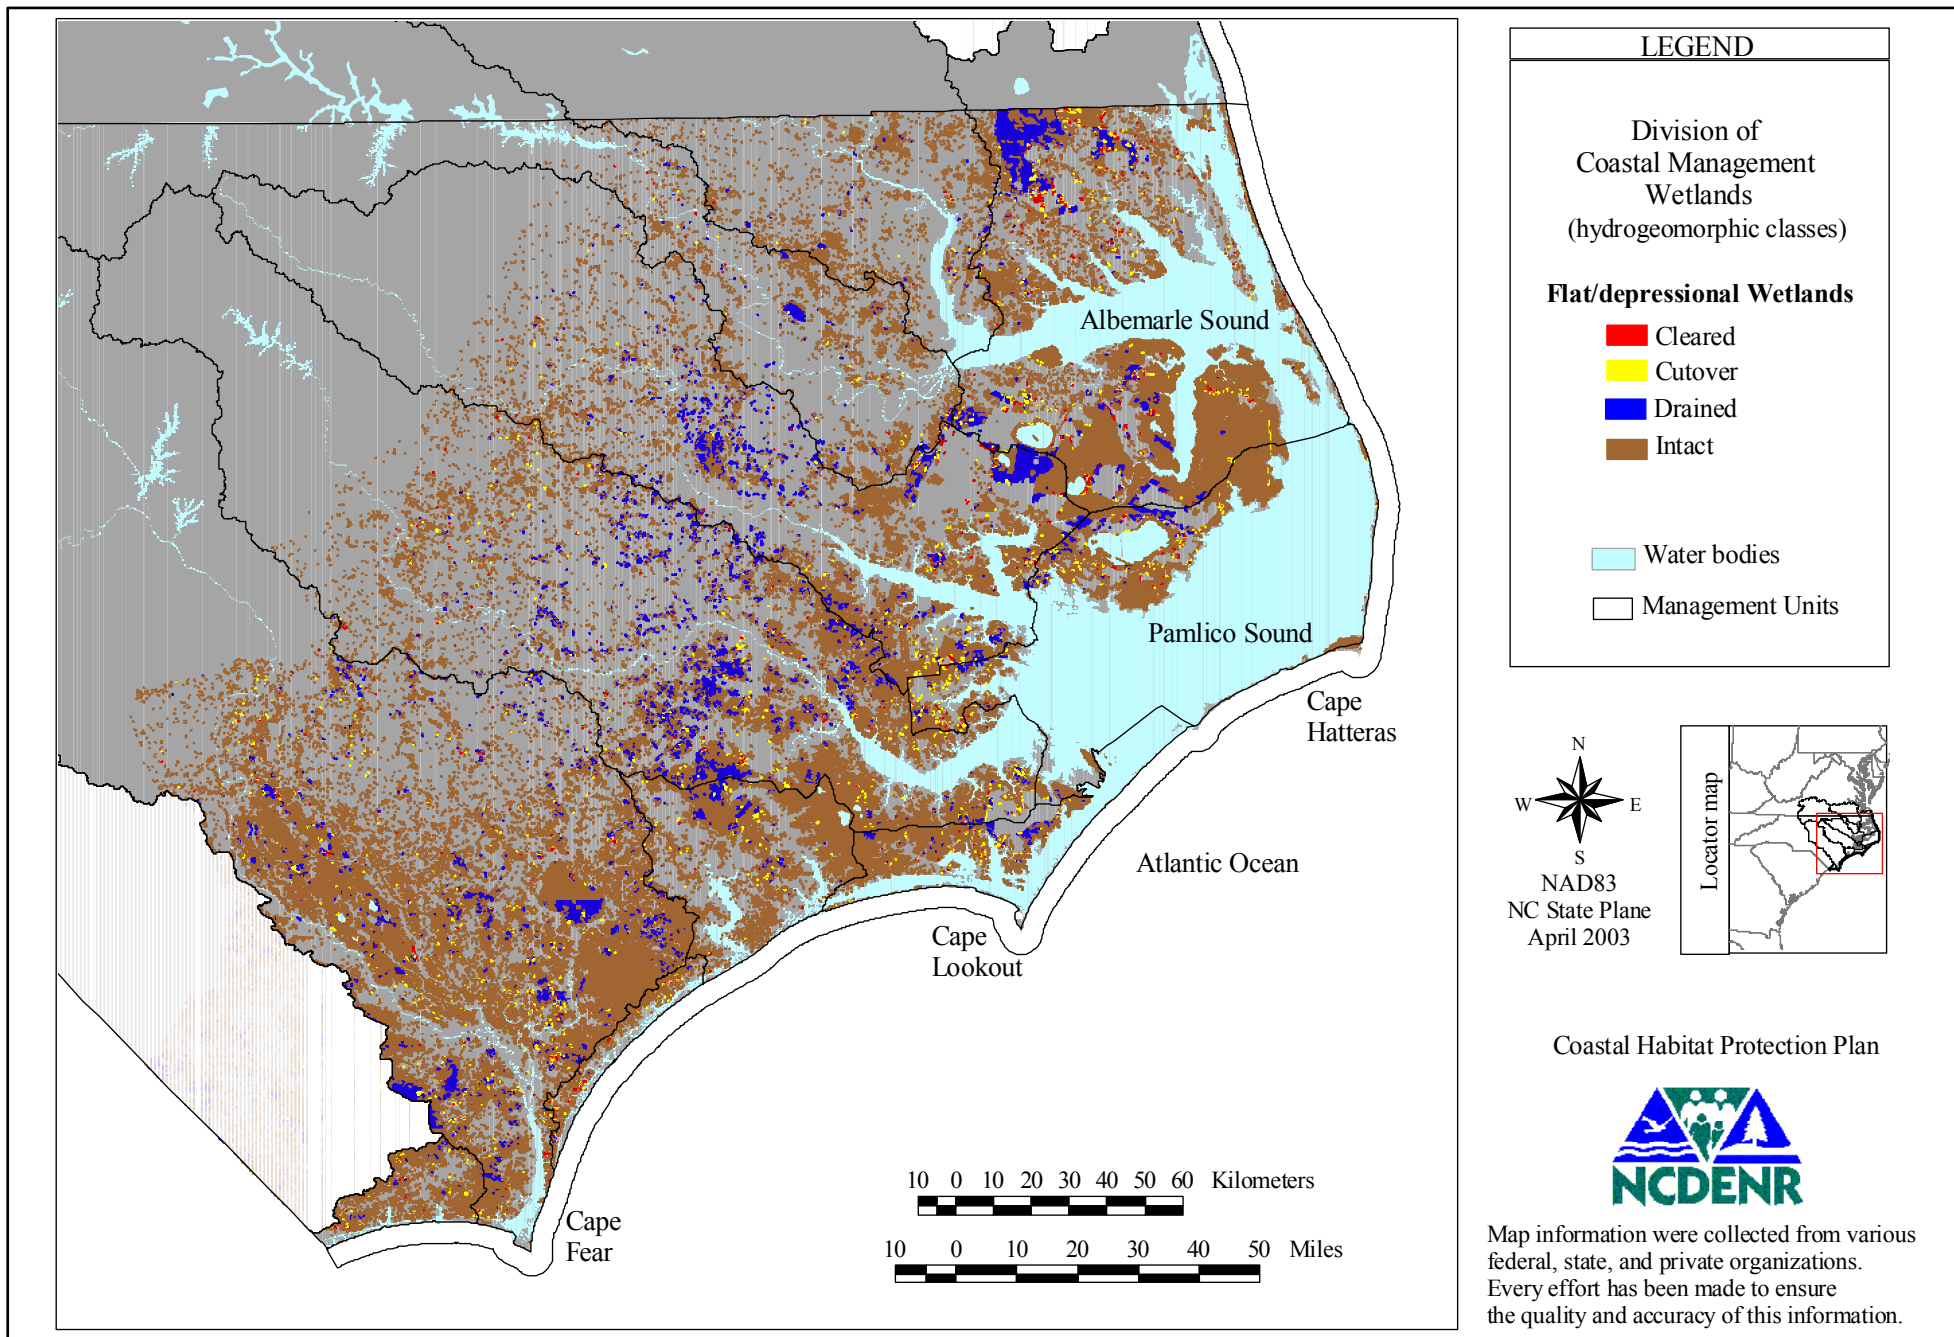 Albemarle Sound
Pamlico Sound
Cape
Hatteras
Atlantic Ocean
Cape
Lookout
Cape
Fear
10 0 10 20 30 40 50 60 Kilometers
10 0 10 20 30 40 50 Miles
LEGEND
Division of
Coastal Management
Wetlands
(hydrogeomorphic classes)
Flat/depressional Wetlands
Cleared
Cutover
Drained
Intact
Water bodies
Management Units
N
W E
S
NAD83
NC State Plane
April 2003
Locator map
Coastal Habitat Protection Plan
NCDENR
Map information were collected from various
federal, state, and private organizations.
Every effort has been made to ensure
the quality and accuracy of this information.